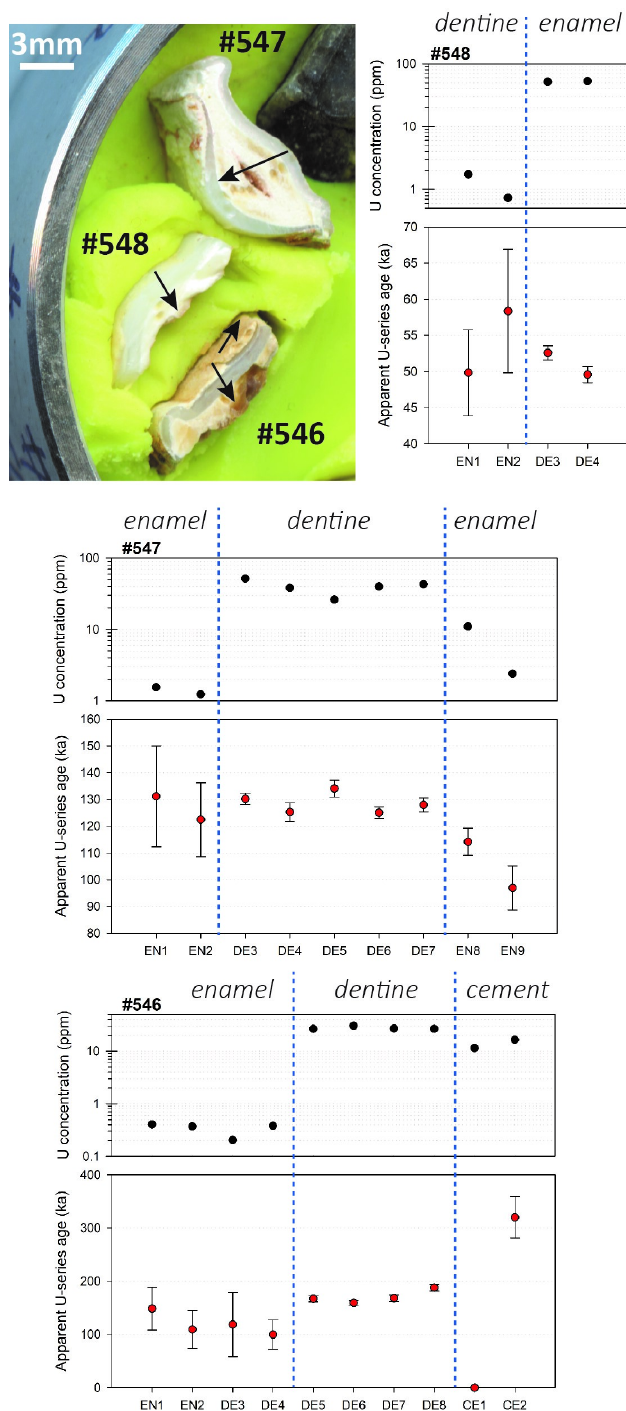 3mm
#547
#548
#546
dentine enamel
#548
U concentration (ppm)
100
10
1
Apparent U-series age (ka)
70
65
60
55
50
45
40
EN1 EN2 DE3 DE4
enamel dentine enamel
#547
U concentration (ppm)
100
10
1
Apparent U-series age (ka)
160
150
140
130
120
110
100
90
80
EN1 EN2 DE3 DE4 DE5 DE6 DE7 EN8 EN9
enamel dentine cement
#546
U concentration (ppm)
10
1
0.1
Apparent U-series age (ka)
400
300
200
100
0
EN1 EN2 DE3 DE4 DE5 DE6 DE7 DE8 CE1 CE2